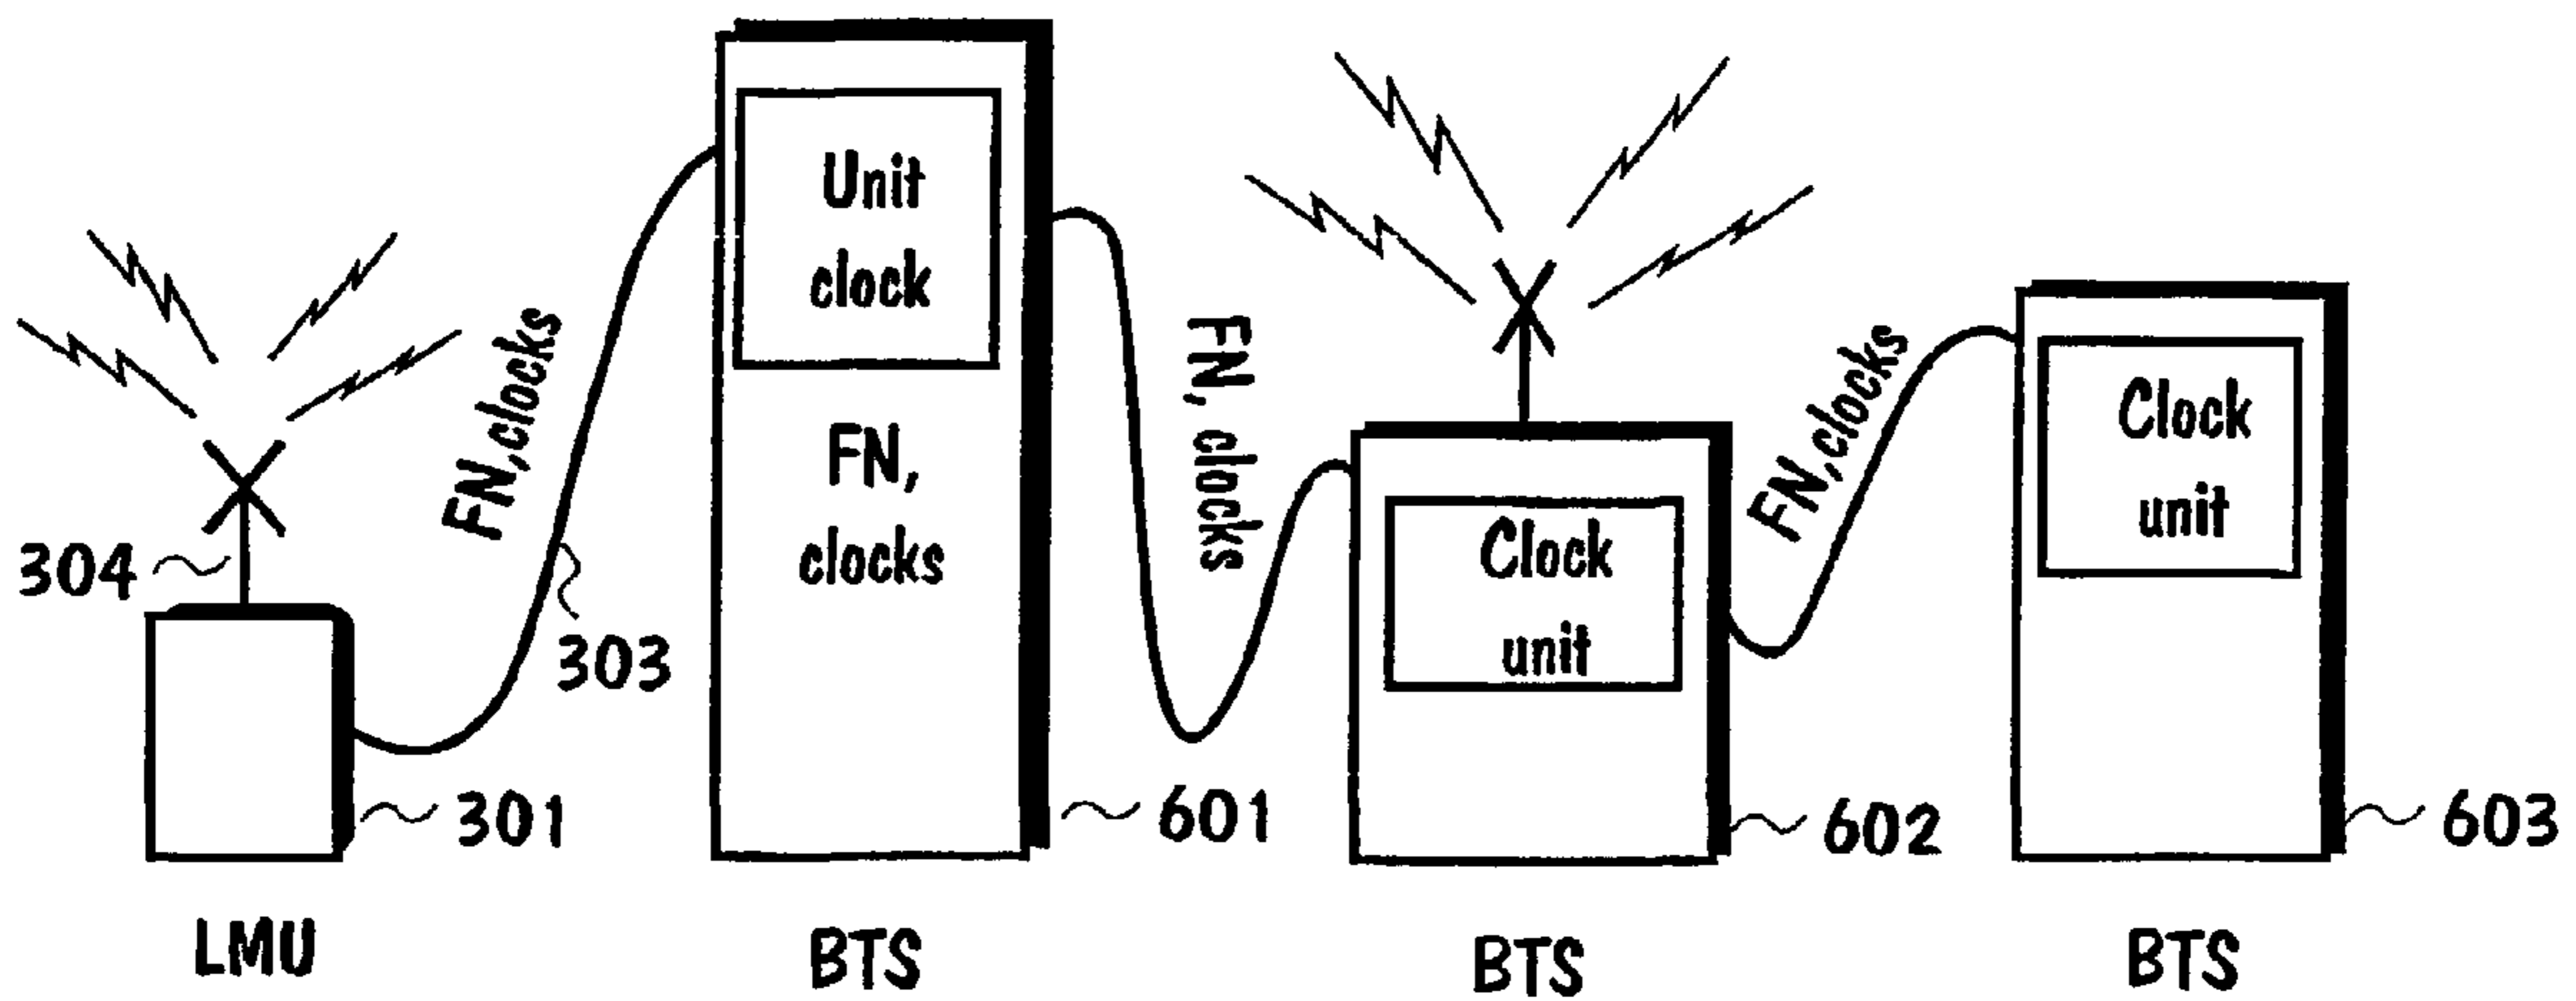 Unit
clock
FN,
clocks
FN,clocks
FN, clocks
FN,clocks
Clock
unit
Clock
unit
304
303
301
601
602
603
LMU
BTS
BTS
BTS